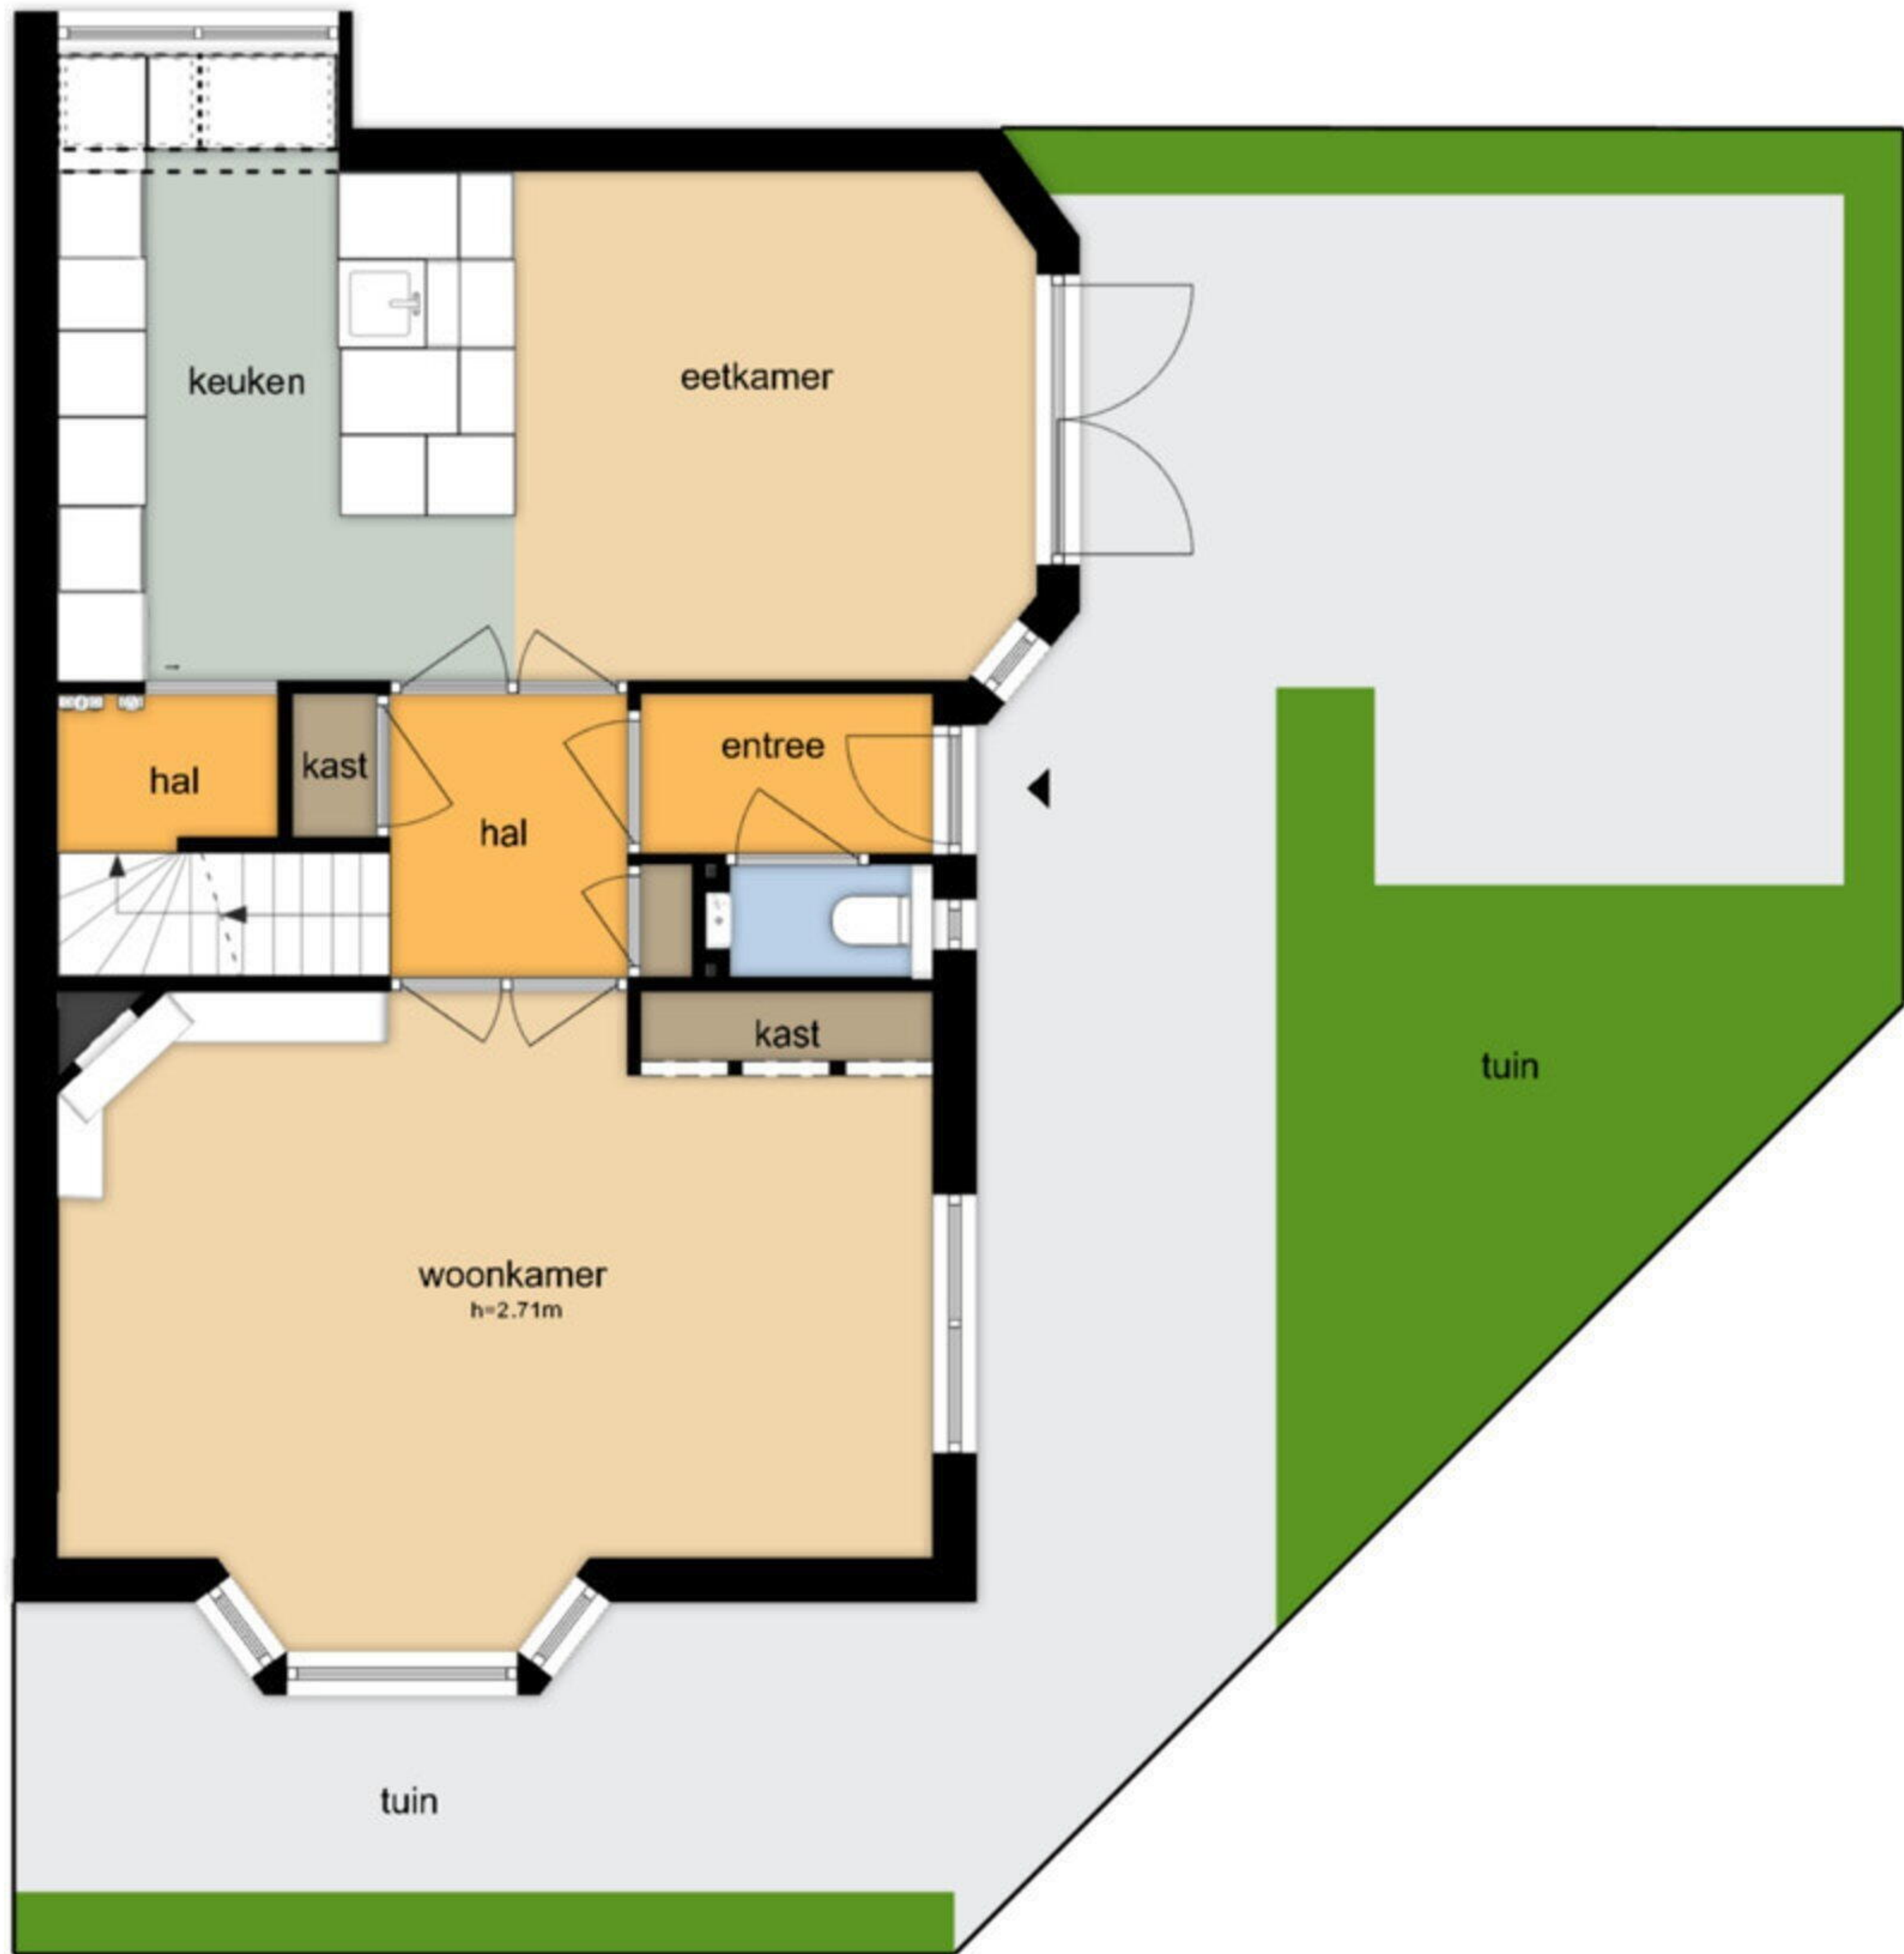 keuken
eetkamer
entree
kast
hal
hal
kast
tuin
woonkamer
h=2.71m
tuin